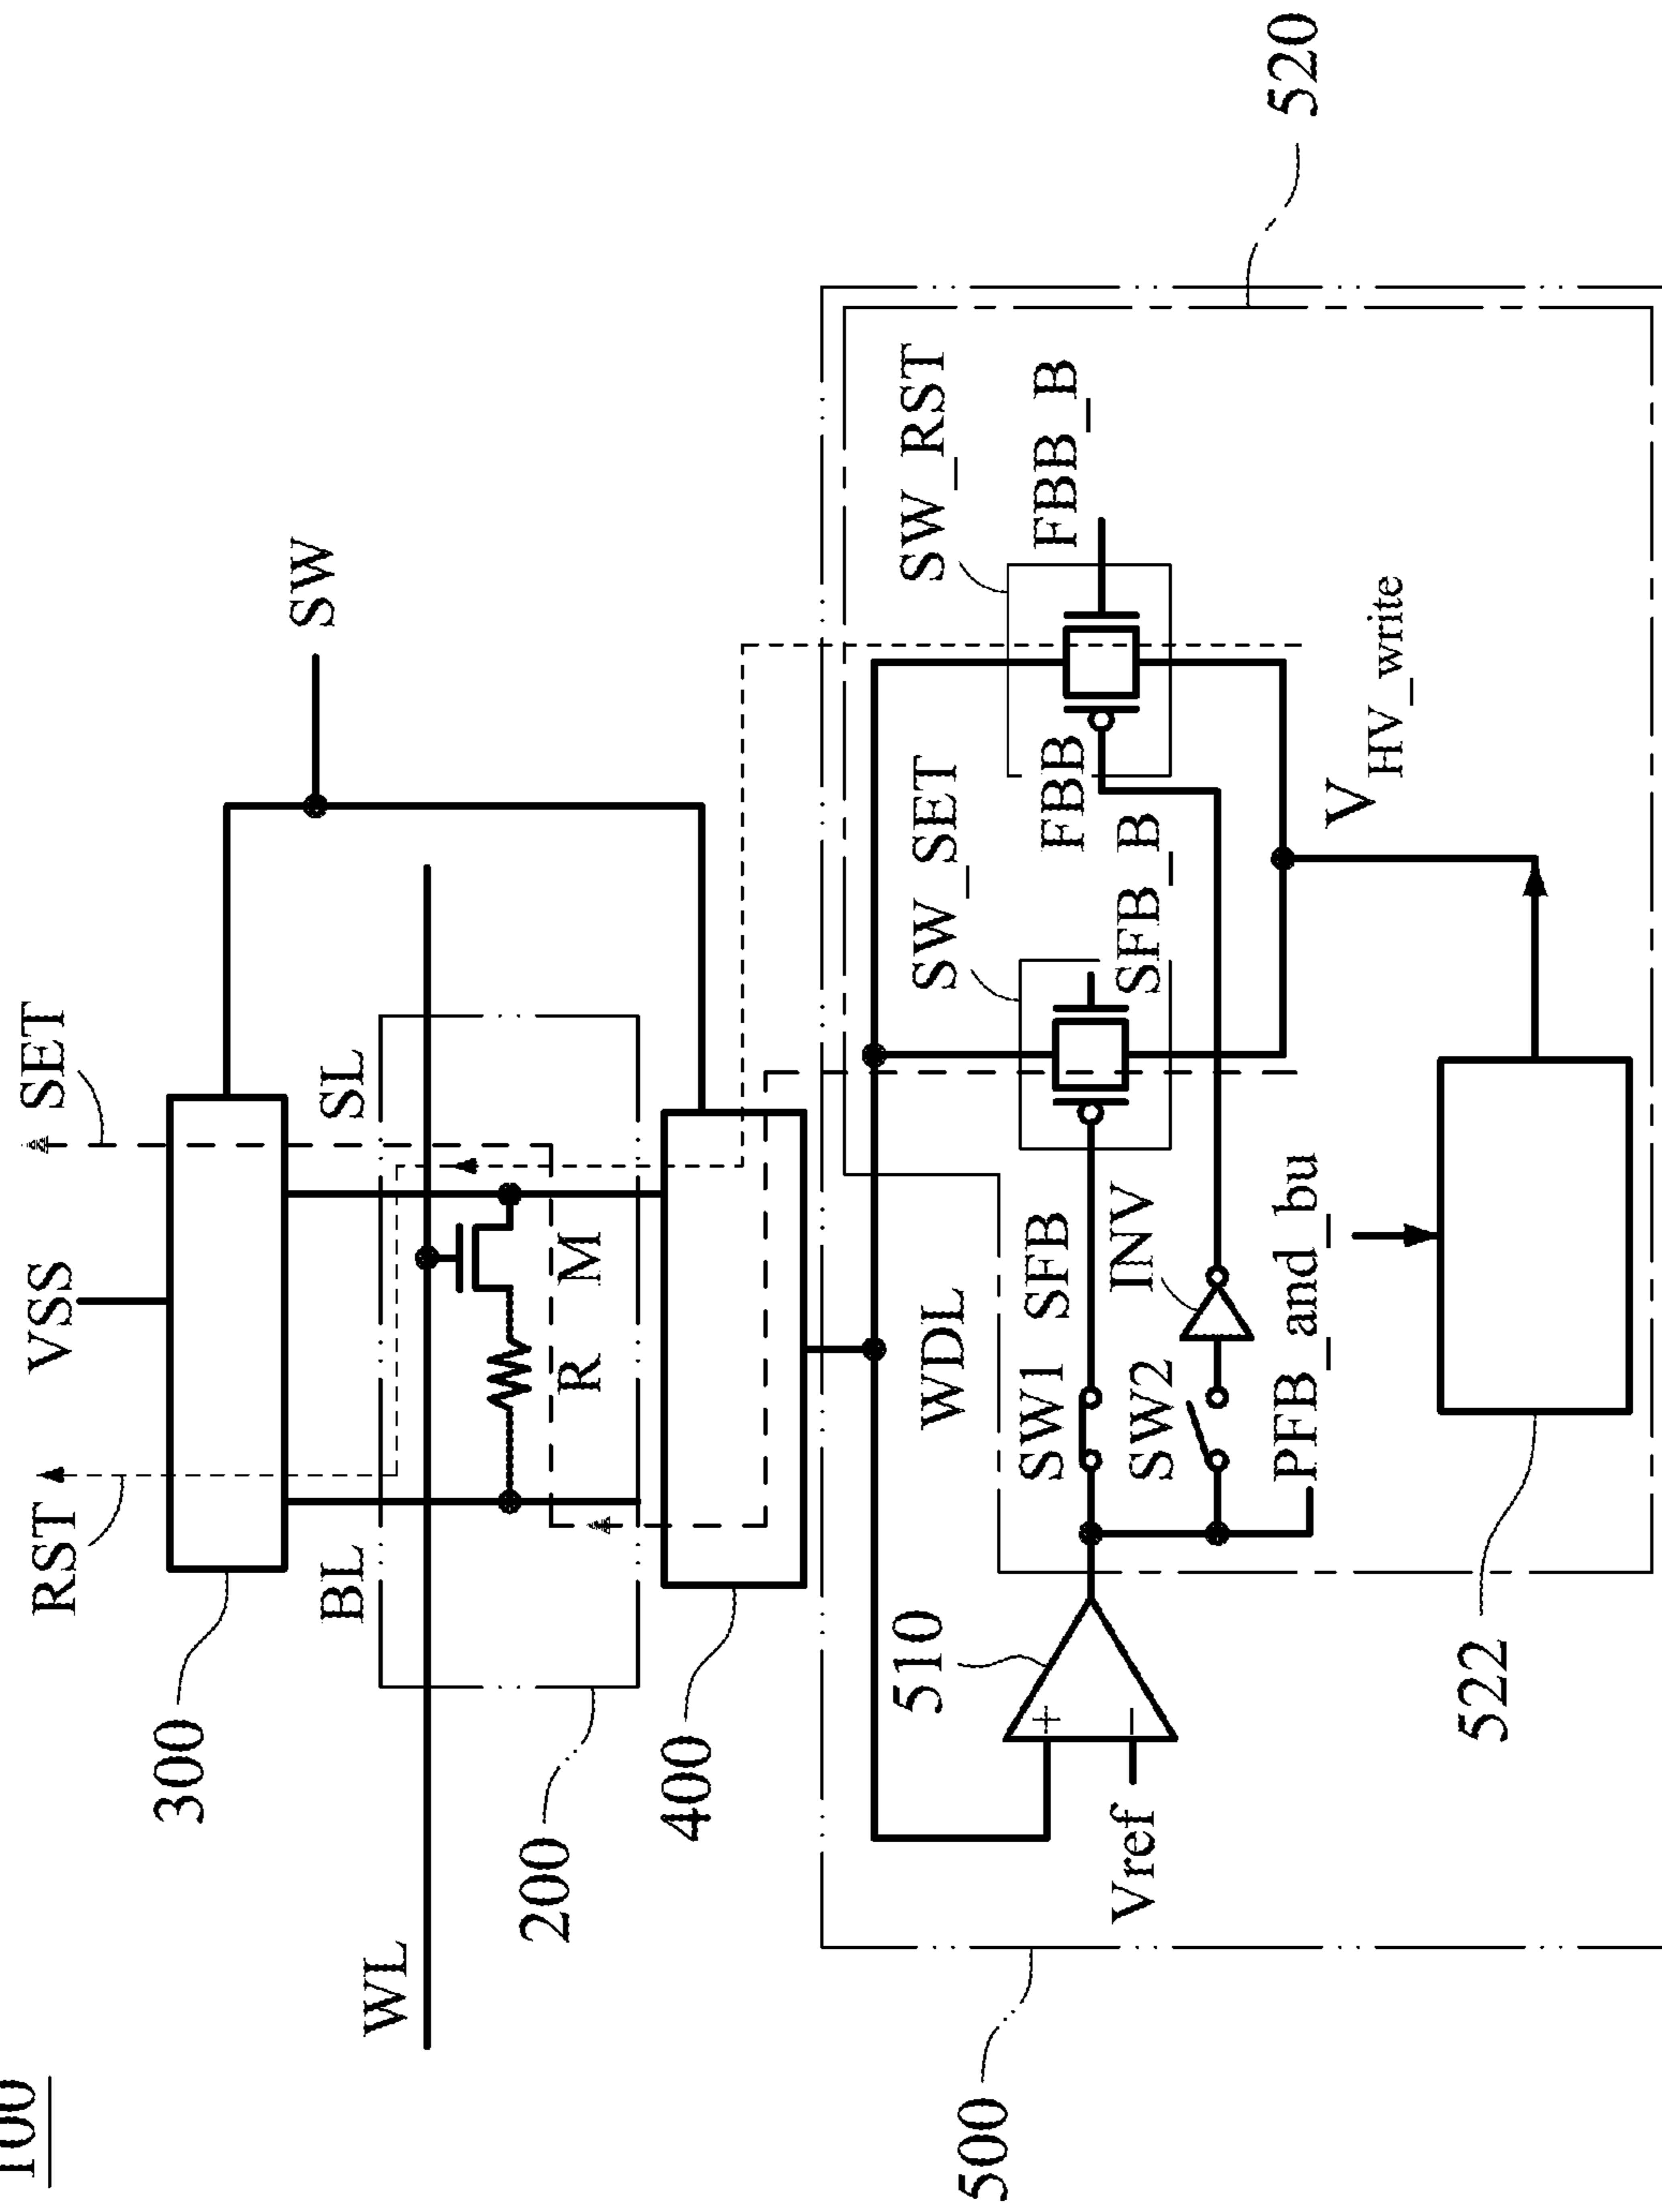 100
RST
VSS
SET
300
BL
SL
SW
WL
200
R
M
400
WDL
500
510
+
−
Vref
SW1
SFB
SW_SET
SFB_B
SW_RST
FBB
FBB_B
SW2
INV
PFB_and_bu
V HV_write
522
520